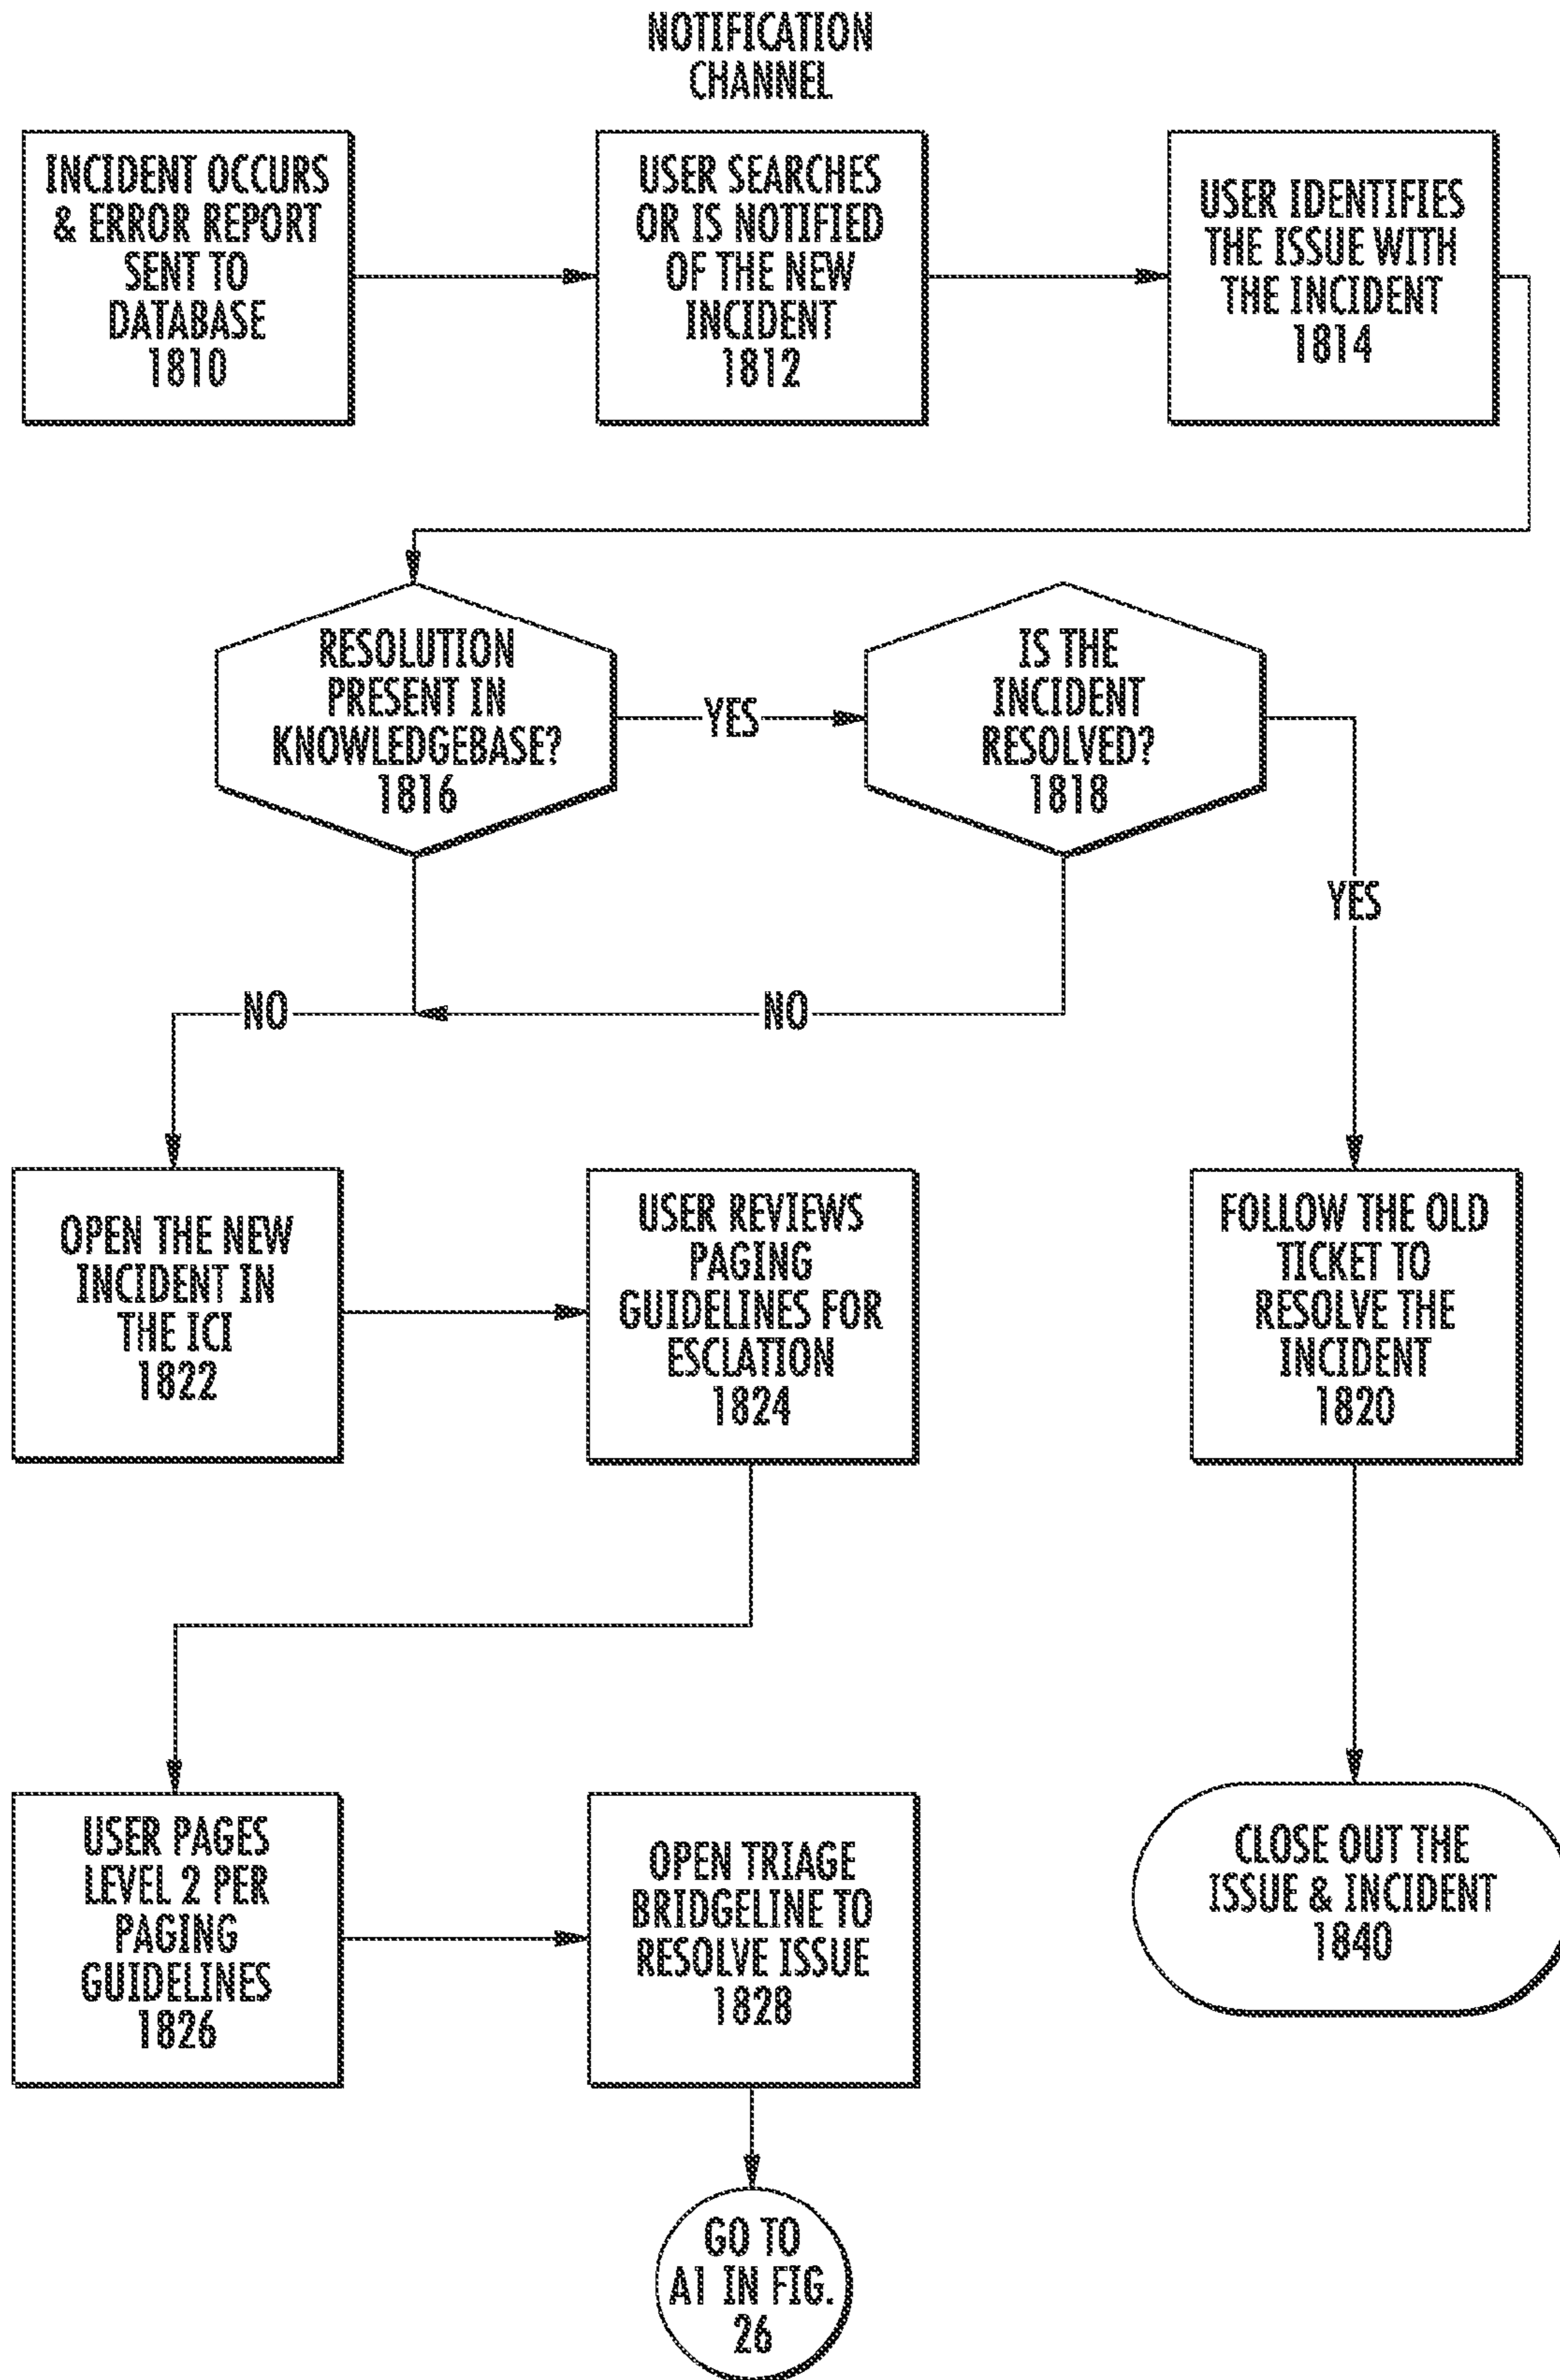 NOTIFICATION
CHANNEL
INCIDENT OCCURS
& ERROR REPORT
SENT TO
DATABASE
1810
USER SEARCHES
OR IS NOTIFIED
OF THE NEW
INCIDENT
1812
USER IDENTIFIES
THE ISSUE WITH
THE INCIDENT
1814
RESOLUTION
PRESENT IN
KNOWLEDGEBASE?
1816
YES
IS THE
INCIDENT
RESOLVED?
1818
YES
NO
NO
OPEN THE NEW
INCIDENT IN
THE ICI
1822
USER REVIEWS
PAGING
GUIDELINES FOR
ESCLATION
1824
FOLLOW THE OLD
TICKET TO
RESOLVE THE
INCIDENT
1820
USER PAGES
LEVEL 2 PER
PAGING
GUIDELINES
1826
OPEN TRIAGE
BRIDGELINE TO
RESOLVE ISSUE
1828
CLOSE OUT THE
ISSUE & INCIDENT
1840
GO TO
A1 IN FIG.
26